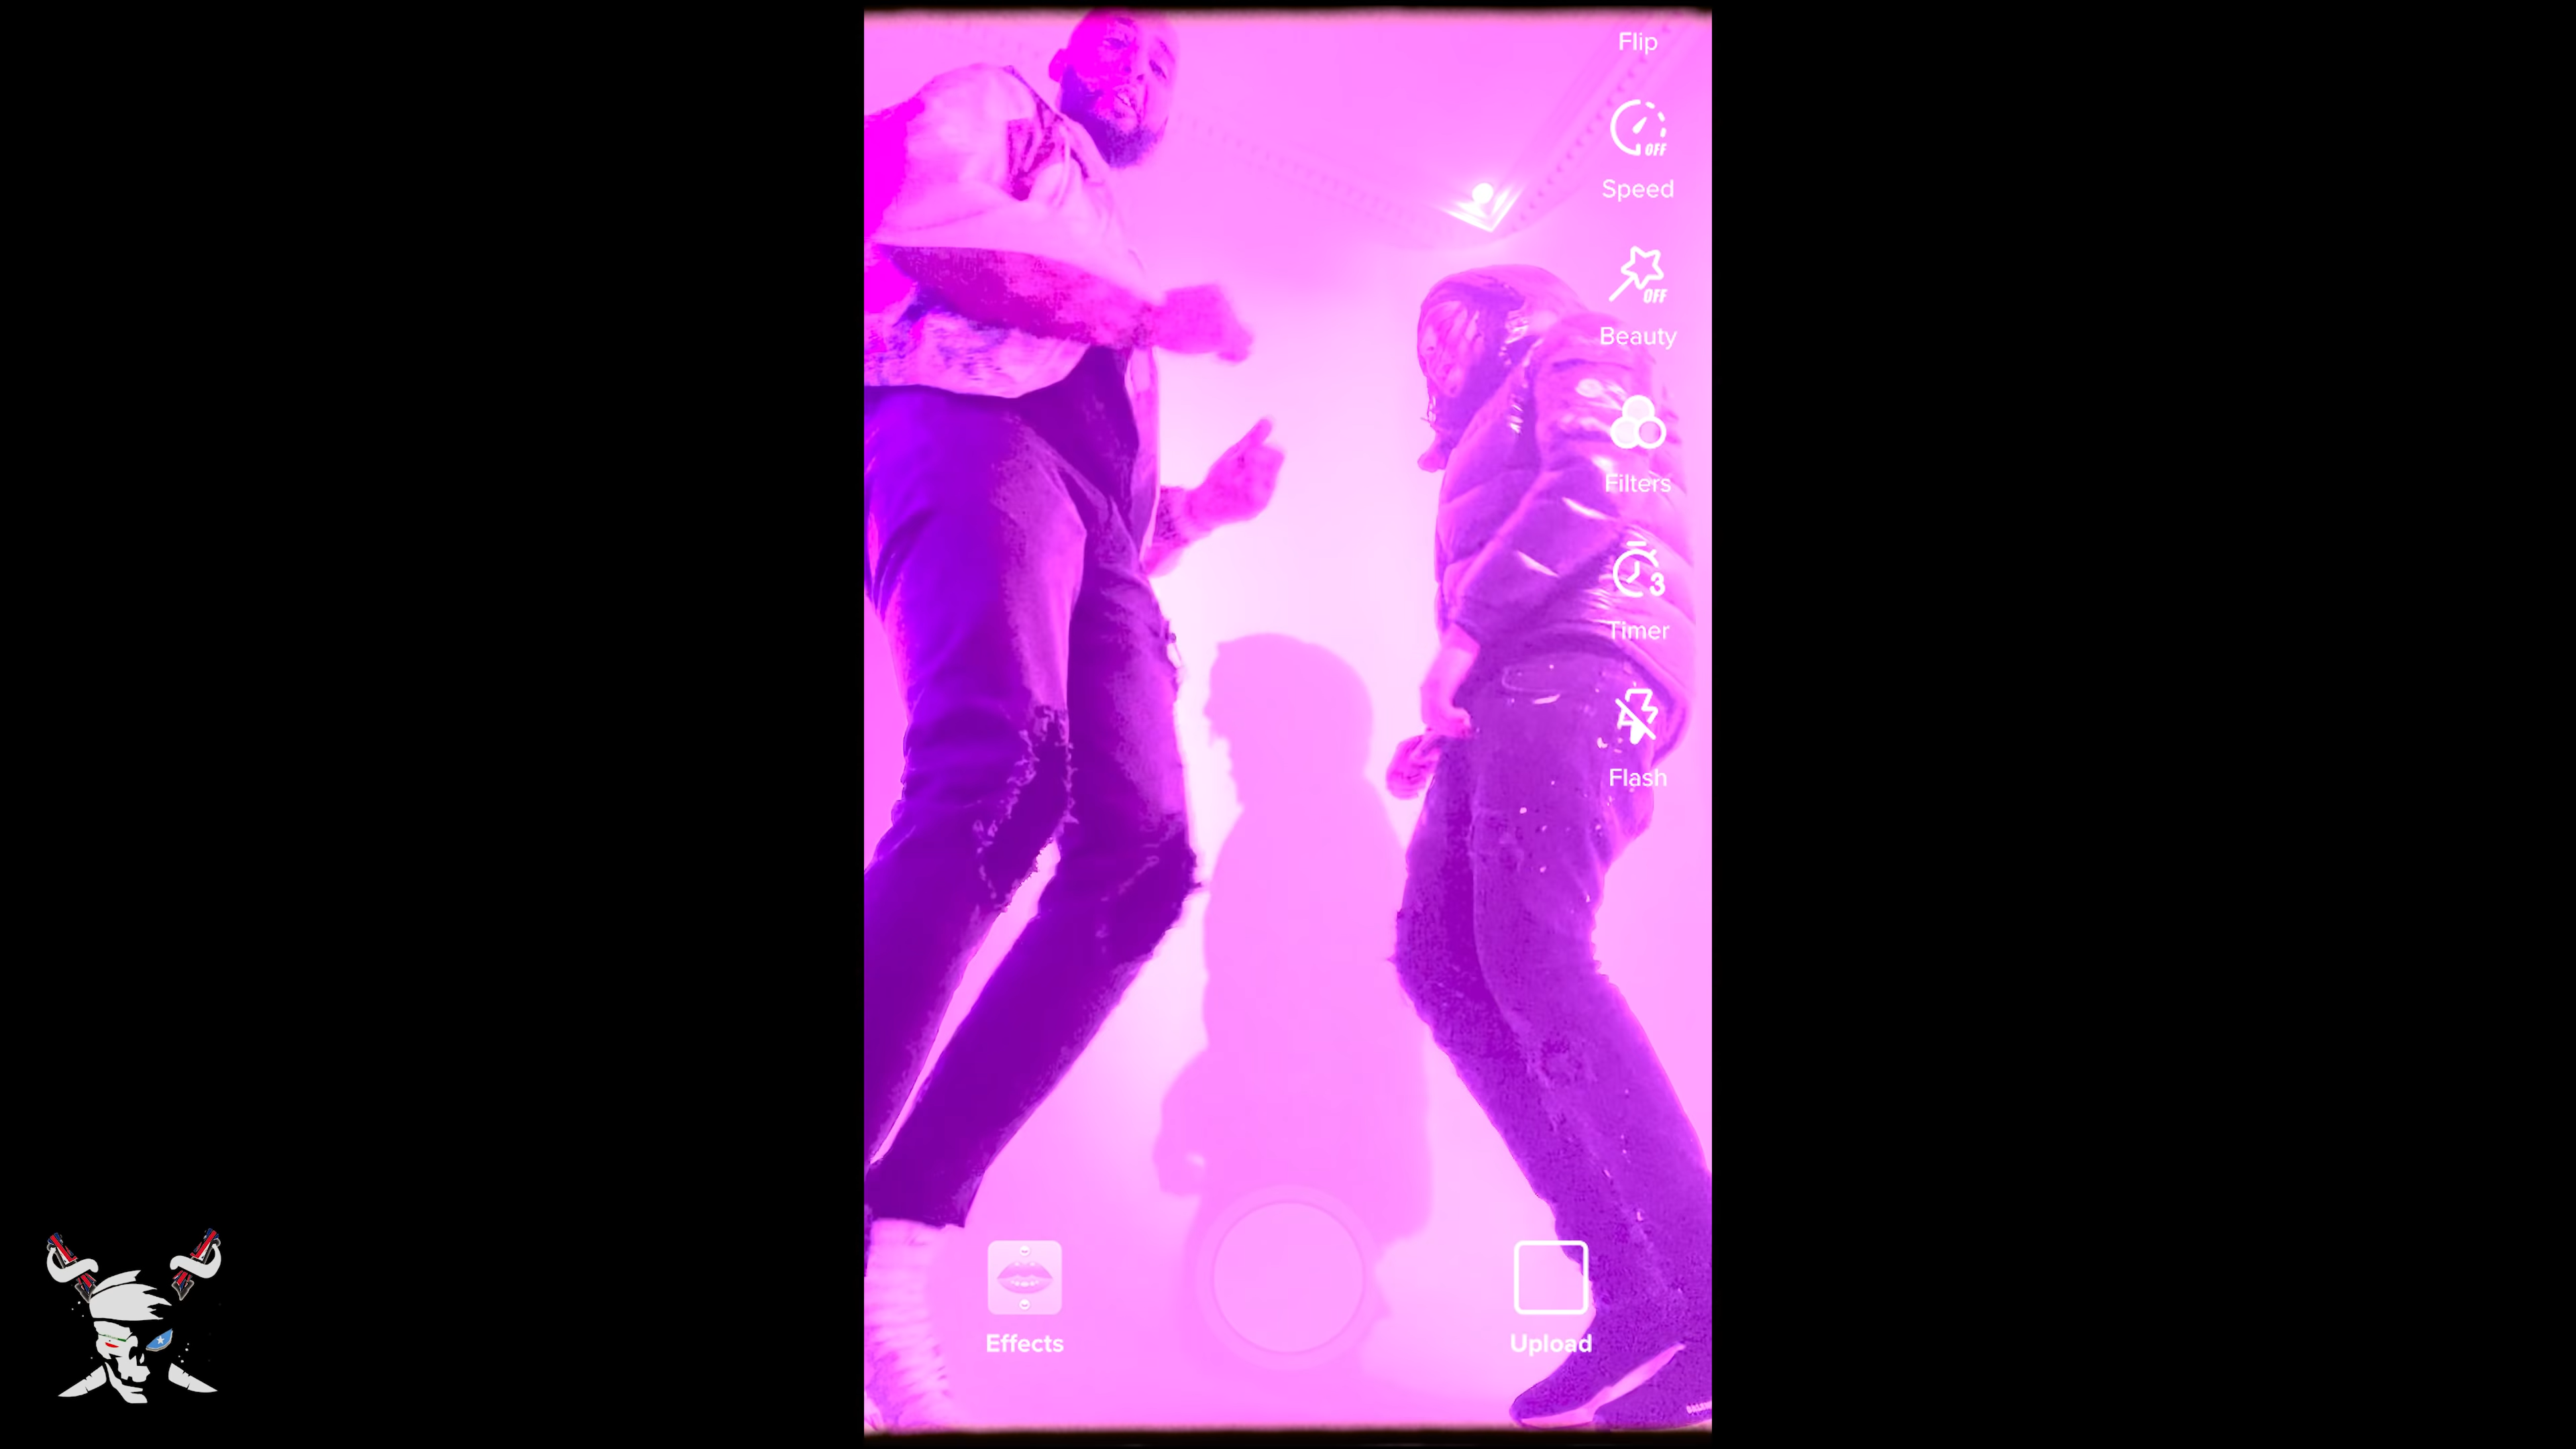 Flip
OFF
Speed
OFF
Beauty
Filters
3
Timer
Flash
Effects
Upload